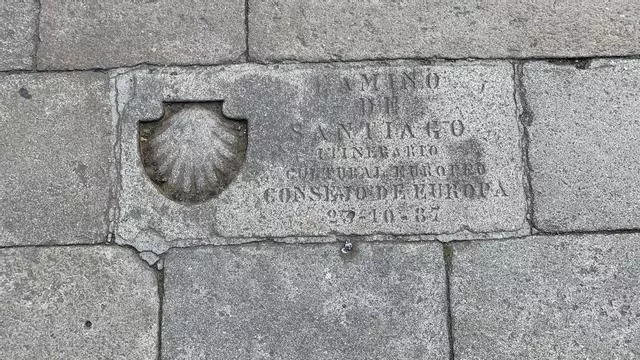 CAMINO
DE
SANTIAGO
ITINERARIO
CULTURAL EUROPEO
CONSEJO DE EUROPA
23-10-87